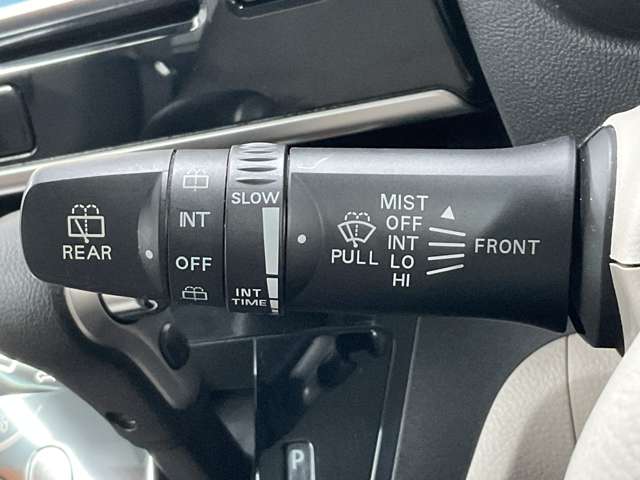 REAR
INT
OFF
SLOW
INT
TIME
PULL
MIST
OFF
INT
LO
HI
FRONT
P